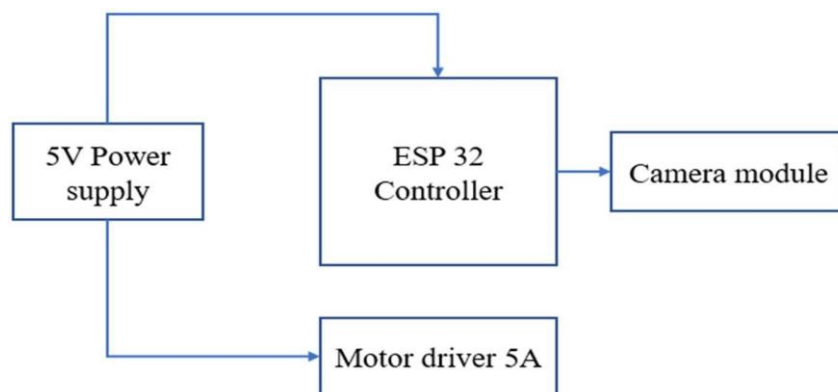 5V Power
supply
ESP 32
Controller
Camera module
Motor driver 5A